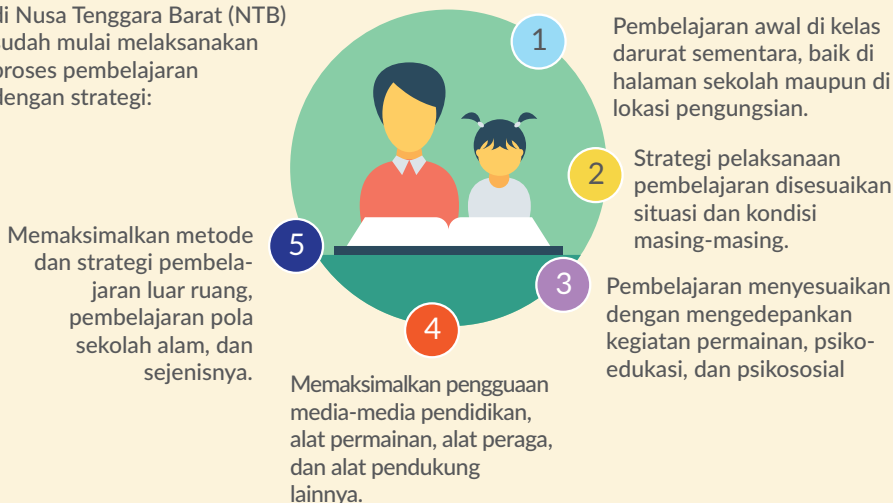 di Nusa Tenggara Barat (NTB)
sudah mulai melaksanakan
proses pembelajaran
dengan strategi:
1
Pembelajaran awal di kelas
darurat sementara, baik di
halaman sekolah maupun di
lokasi pengungsian.
2
Strategi pelaksanaan
pembelajaran disesuaikan
situasi dan kondisi
masing-masing.
3
Pembelajaran menyesuaikan
dengan mengedepankan
kegiatan permainan, psiko-
edukasi, dan psikososial
4
Memaksimalkan pengguaan
media-media pendidikan,
alat permainan, alat peraga,
dan alat pendukung
lainnya.
5
Memaksimalkan metode
dan strategi pembela-
jaran luar ruang,
pembelajaran pola
sekolah alam, dan
sejenisnya.